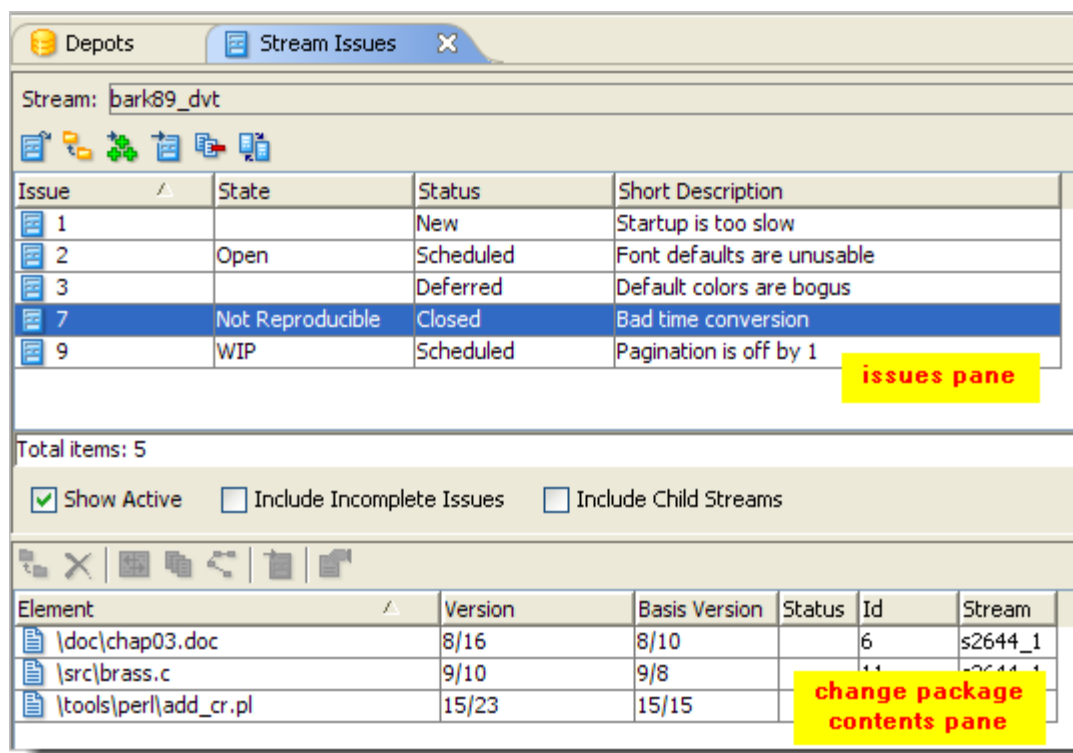 Depots Stream Issues
Stream: bark89_dvt
Issue State Status Short Description
1 New Startup is too slow
2 Open Scheduled Font defaults are unusable
3 Deferred Default colors are bogus
7 Not Reproducible Closed Bad time conversion
9 WIP Scheduled Pagination is off by 1
issues pane
Total items: 5
Show Active Include Incomplete Issues Include Child Streams
Element Version Basis Version Status Id Stream
\doc\chap03.doc 8/16 8/10 6 s2644_1
\src\brass.c 9/10 9/8
\tools\perl\add_cr.pl 15/23 15/15
change package
contents pane